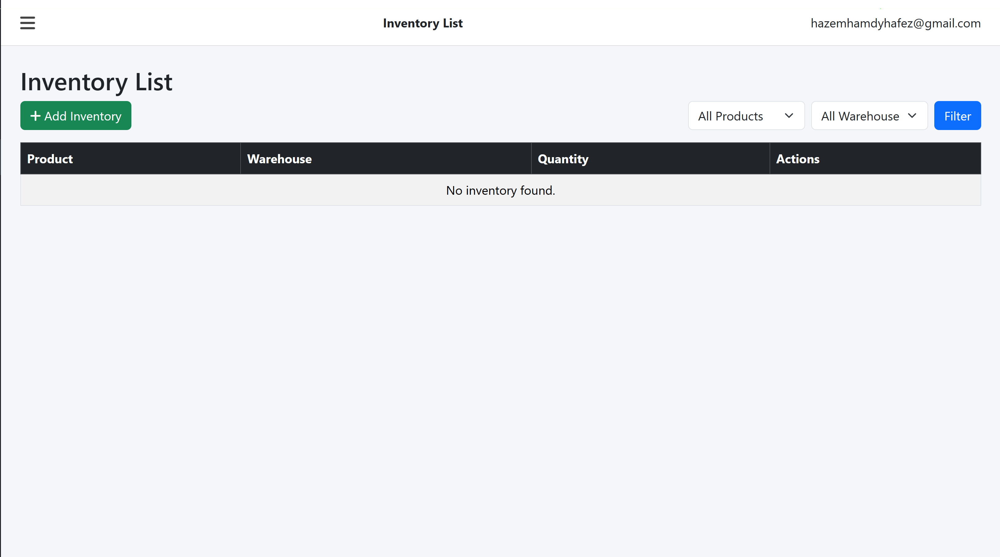 Inventory List
hazemhamdyhafez@gmail.com
Inventory List
Add Inventory
All Products
All Warehouse
Filter
Product Warehouse Quantity Actions
No inventory found.